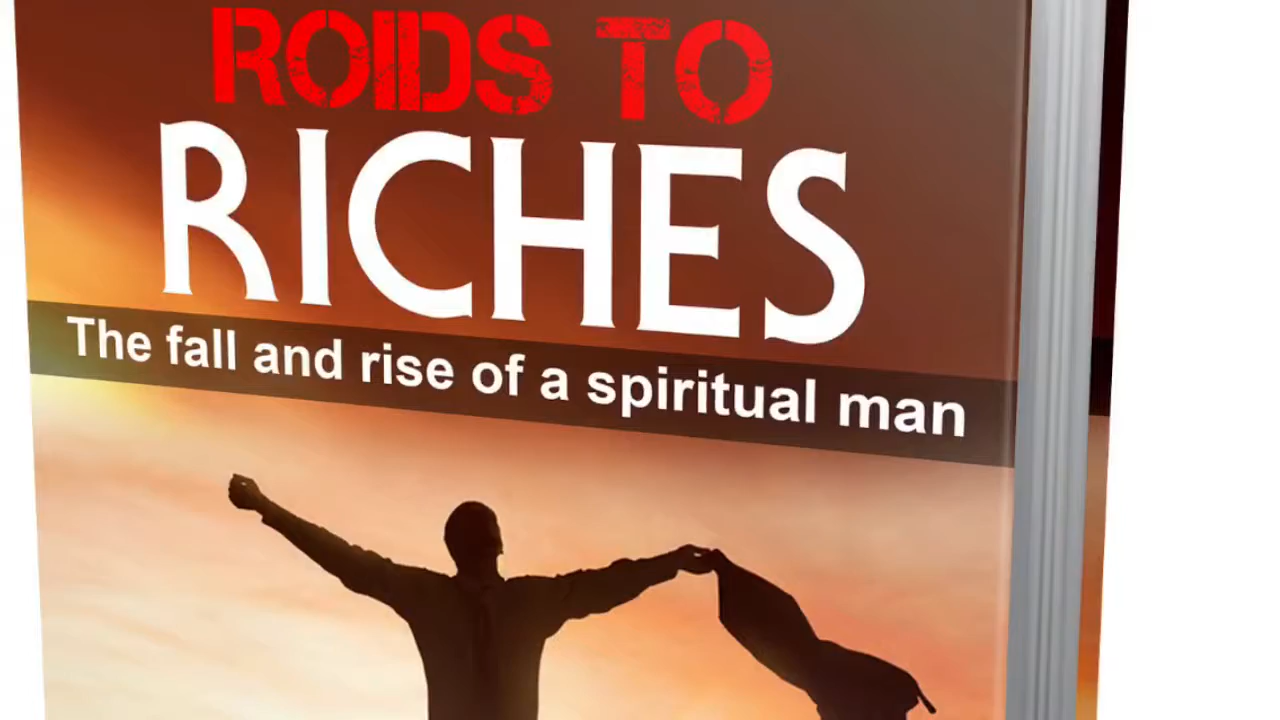 ROIDS TO
RICHES
The fall and rise of a spiritual man